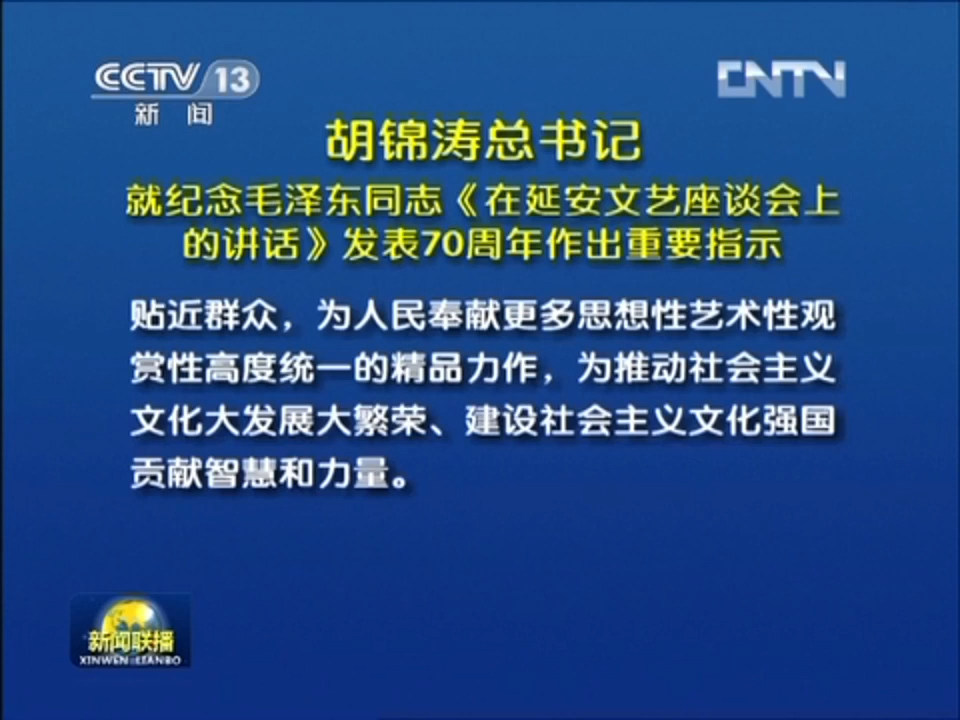 CCTV 13
CNTV
新 闻
胡锦涛总书记
就纪念毛泽东同志《在延安文艺座谈会上
的讲话》发表70周年作出重要指示
贴近群众，为人民奉献更多思想性艺术性观
赏性高度统一的精品力作，为推动社会主义
文化大发展大繁荣、建设社会主义文化强国
贡献智慧和力量。
新闻联播
XINWEN LIANBO